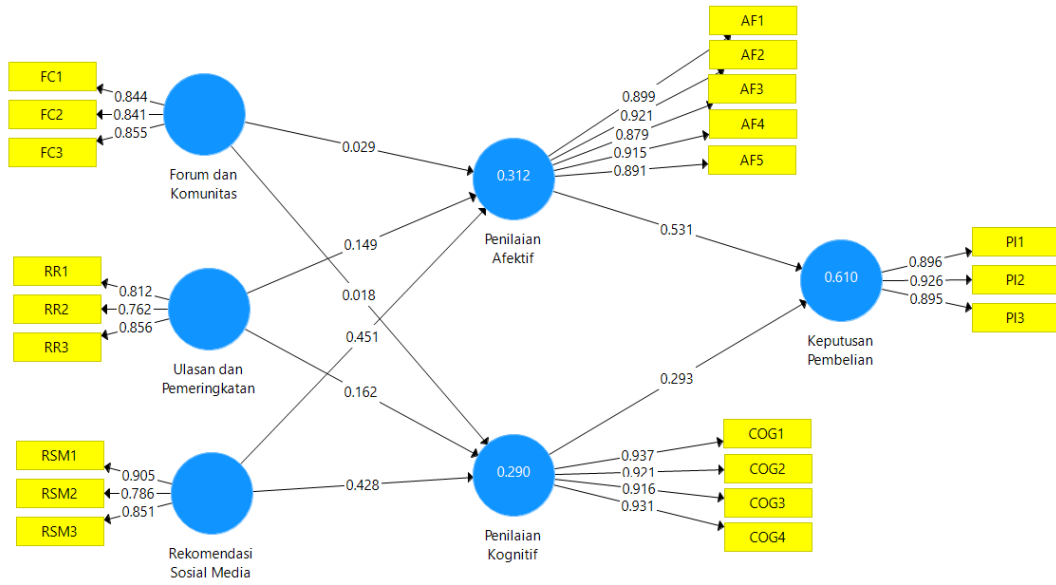 AF1
AF2
AF3
AF4
AF5
0.899
0.921
0.879
0.915
0.891
FC1
FC2
FC3
0.844
0.841
0.855
Forum dan
Komunitas
0.029
0.312
Penilaian
Afektif
0.149
0.018
0.451
0.162
0.428
RR1
RR2
RR3
0.812
0.762
0.856
Ulasan dan
Pemeringkatan
0.531
0.293
0.610
Keputusan
Pembelian
0.896
0.926
0.895
PI1
PI2
PI3
RSM1
RSM2
RSM3
0.905
0.786
0.851
Rekomendasi
Sosial Media
0.290
Penilaian
Kognitif
0.937
0.921
0.916
0.931
COG1
COG2
COG3
COG4